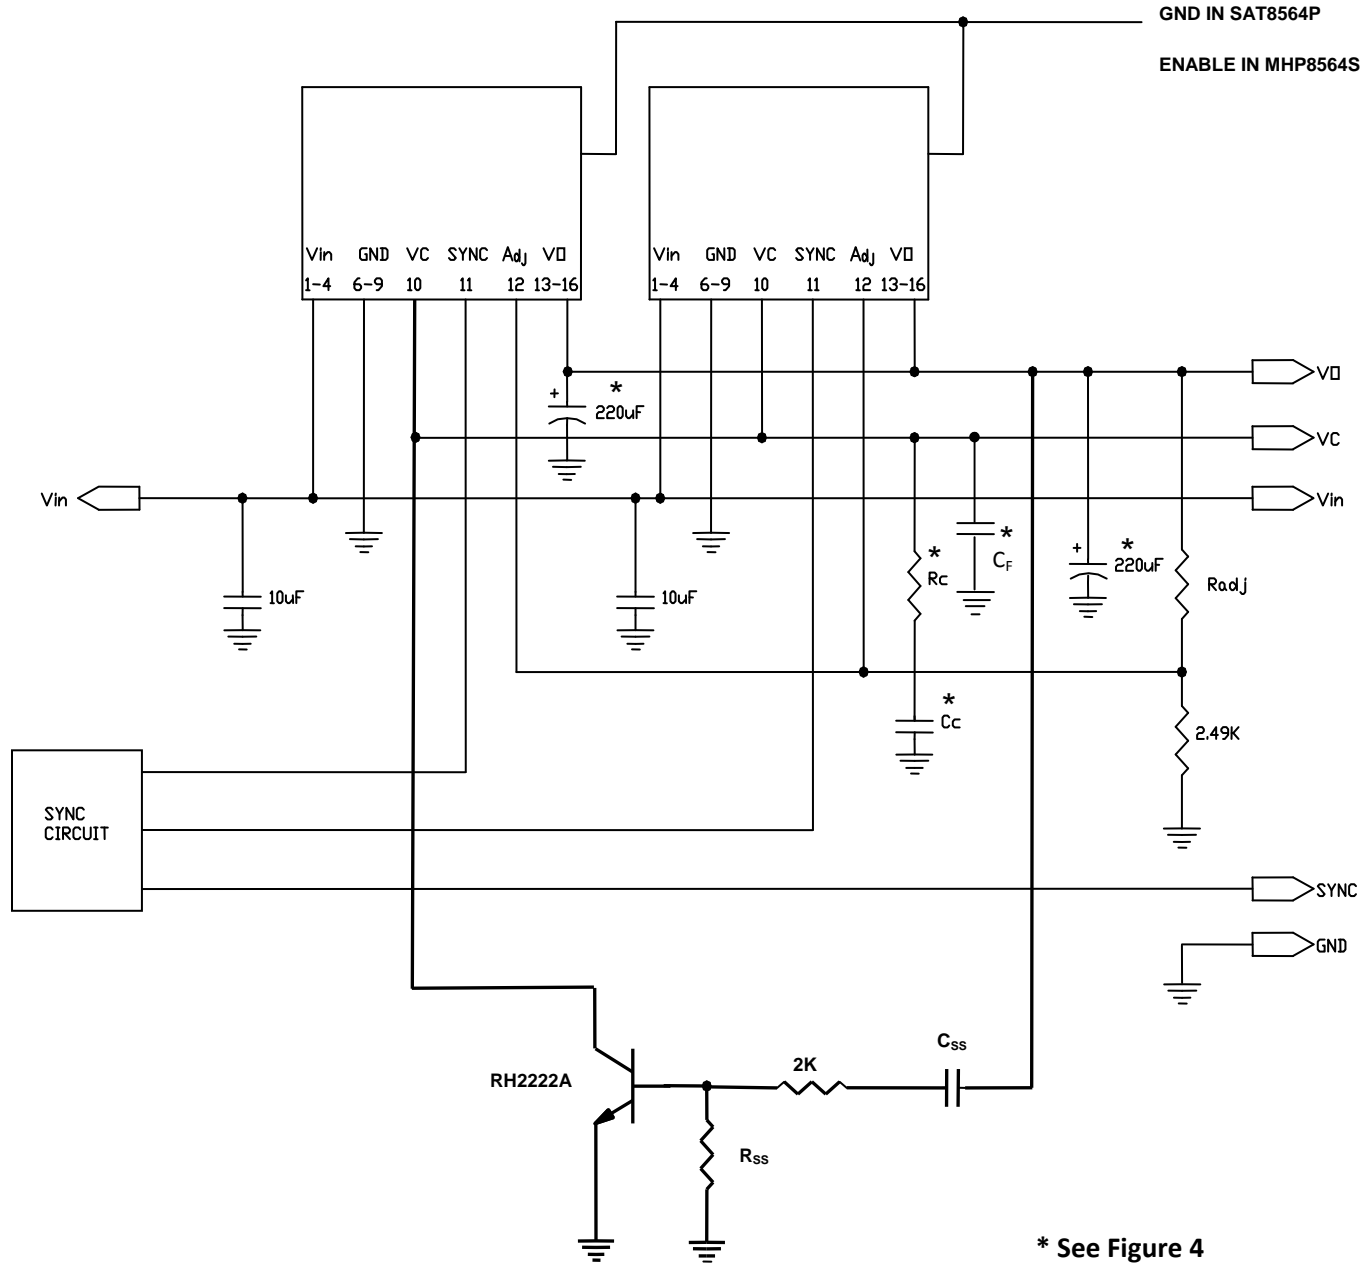 GND IN SAT8564P
ENABLE IN MHP8564S
Vin GND VC SYNC Adj VO
1-4 6-9 10 11 12 13-16
Vin GND VC SYNC Adj VO
1-4 6-9 10 11 12 13-16
VO
+ * 220uF
VC
Vin
Vin
* Rc
* CF
+ * 220uF
Radj
10uF
10uF
* Cc
2.49K
SYNC
CIRCUIT
SYNC
GND
CSS
2K
RH2222A
RSS
* See Figure 4